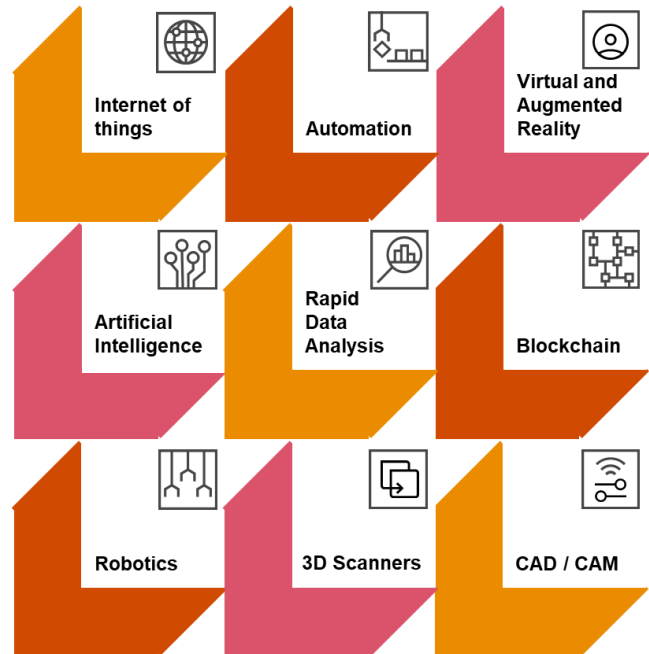 Internet of
things
Automation
Virtual and
Augmented
Reality
Artificial
Intelligence
Rapid
Data
Analysis
Blockchain
Robotics
3D Scanners
CAD / CAM